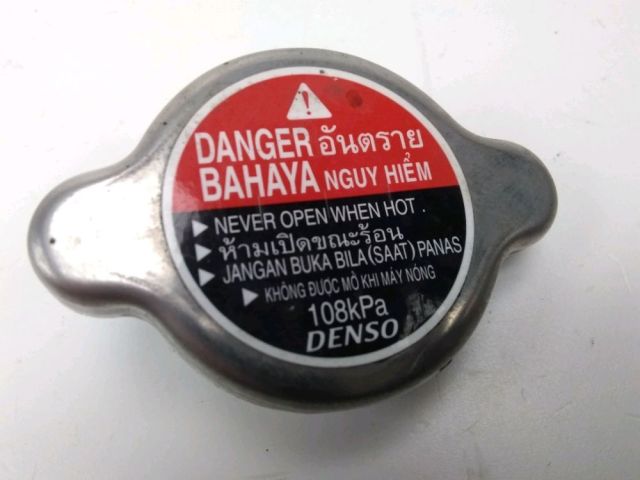 DANGER อันตราย
BAHAYA NGUY HIỂM
▶ NEVER OPEN WHEN HOT .
▶ ห้ามเปิดขณะร้อน
▶ JANGAN BUKA BILA (SAAT) PANAS
▶ KHÔNG ĐƯỢC MỞ KHI MÁY NÓNG
108kPa
DENSO